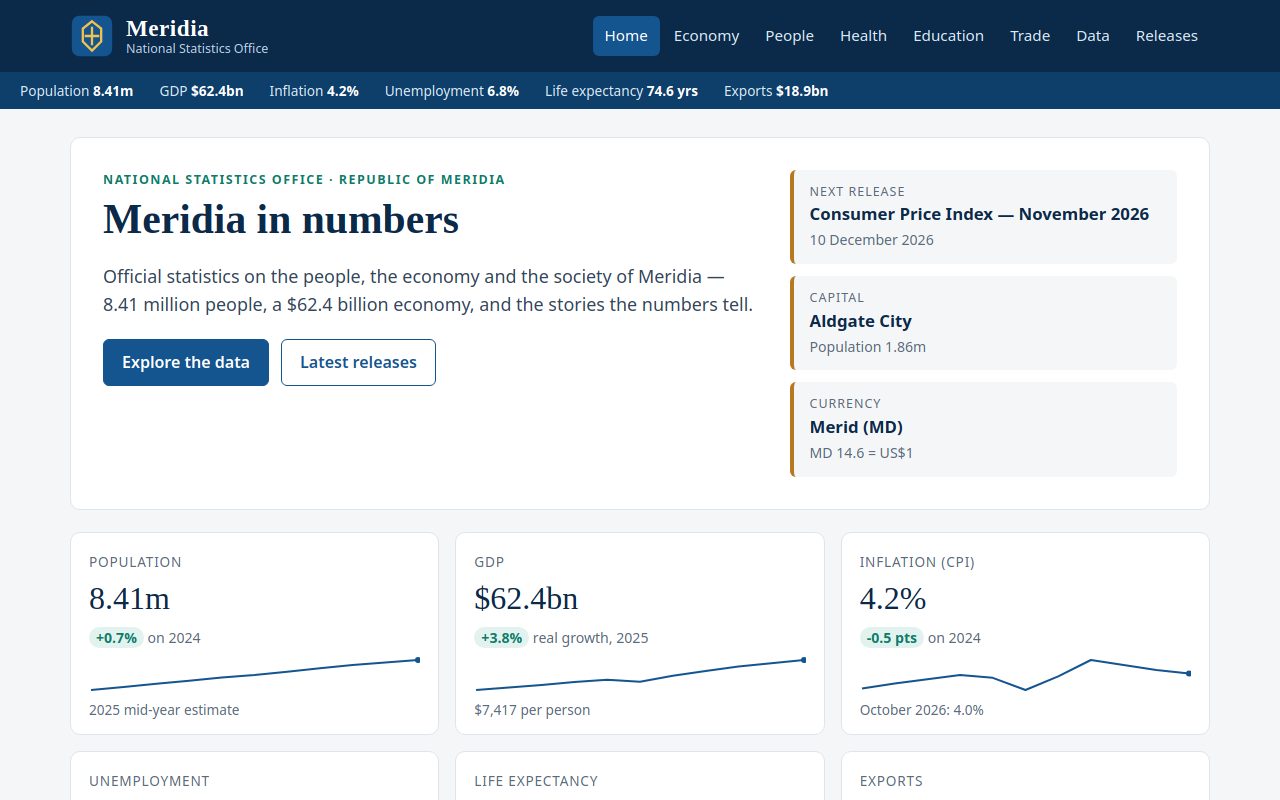 Meridia
National Statistics Office
Home Economy People Health Education Trade Data Releases
Population 8.41m GDP $62.4bn Inflation 4.2% Unemployment 6.8% Life expectancy 74.6 yrs Exports $18.9bn
NATIONAL STATISTICS OFFICE · REPUBLIC OF MERIDIA
Meridia in numbers
Official statistics on the people, the economy and the society of Meridia —
8.41 million people, a $62.4 billion economy, and the stories the numbers tell.
Explore the data
Latest releases
NEXT RELEASE
Consumer Price Index — November 2026
10 December 2026
CAPITAL
Aldgate City
Population 1.86m
CURRENCY
Merid (MD)
MD 14.6 = US$1
POPULATION
8.41m
+0.7% on 2024
2025 mid-year estimate
GDP
$62.4bn
+3.8% real growth, 2025
$7,417 per person
INFLATION (CPI)
4.2%
-0.5 pts on 2024
October 2026: 4.0%
UNEMPLOYMENT
LIFE EXPECTANCY
EXPORTS